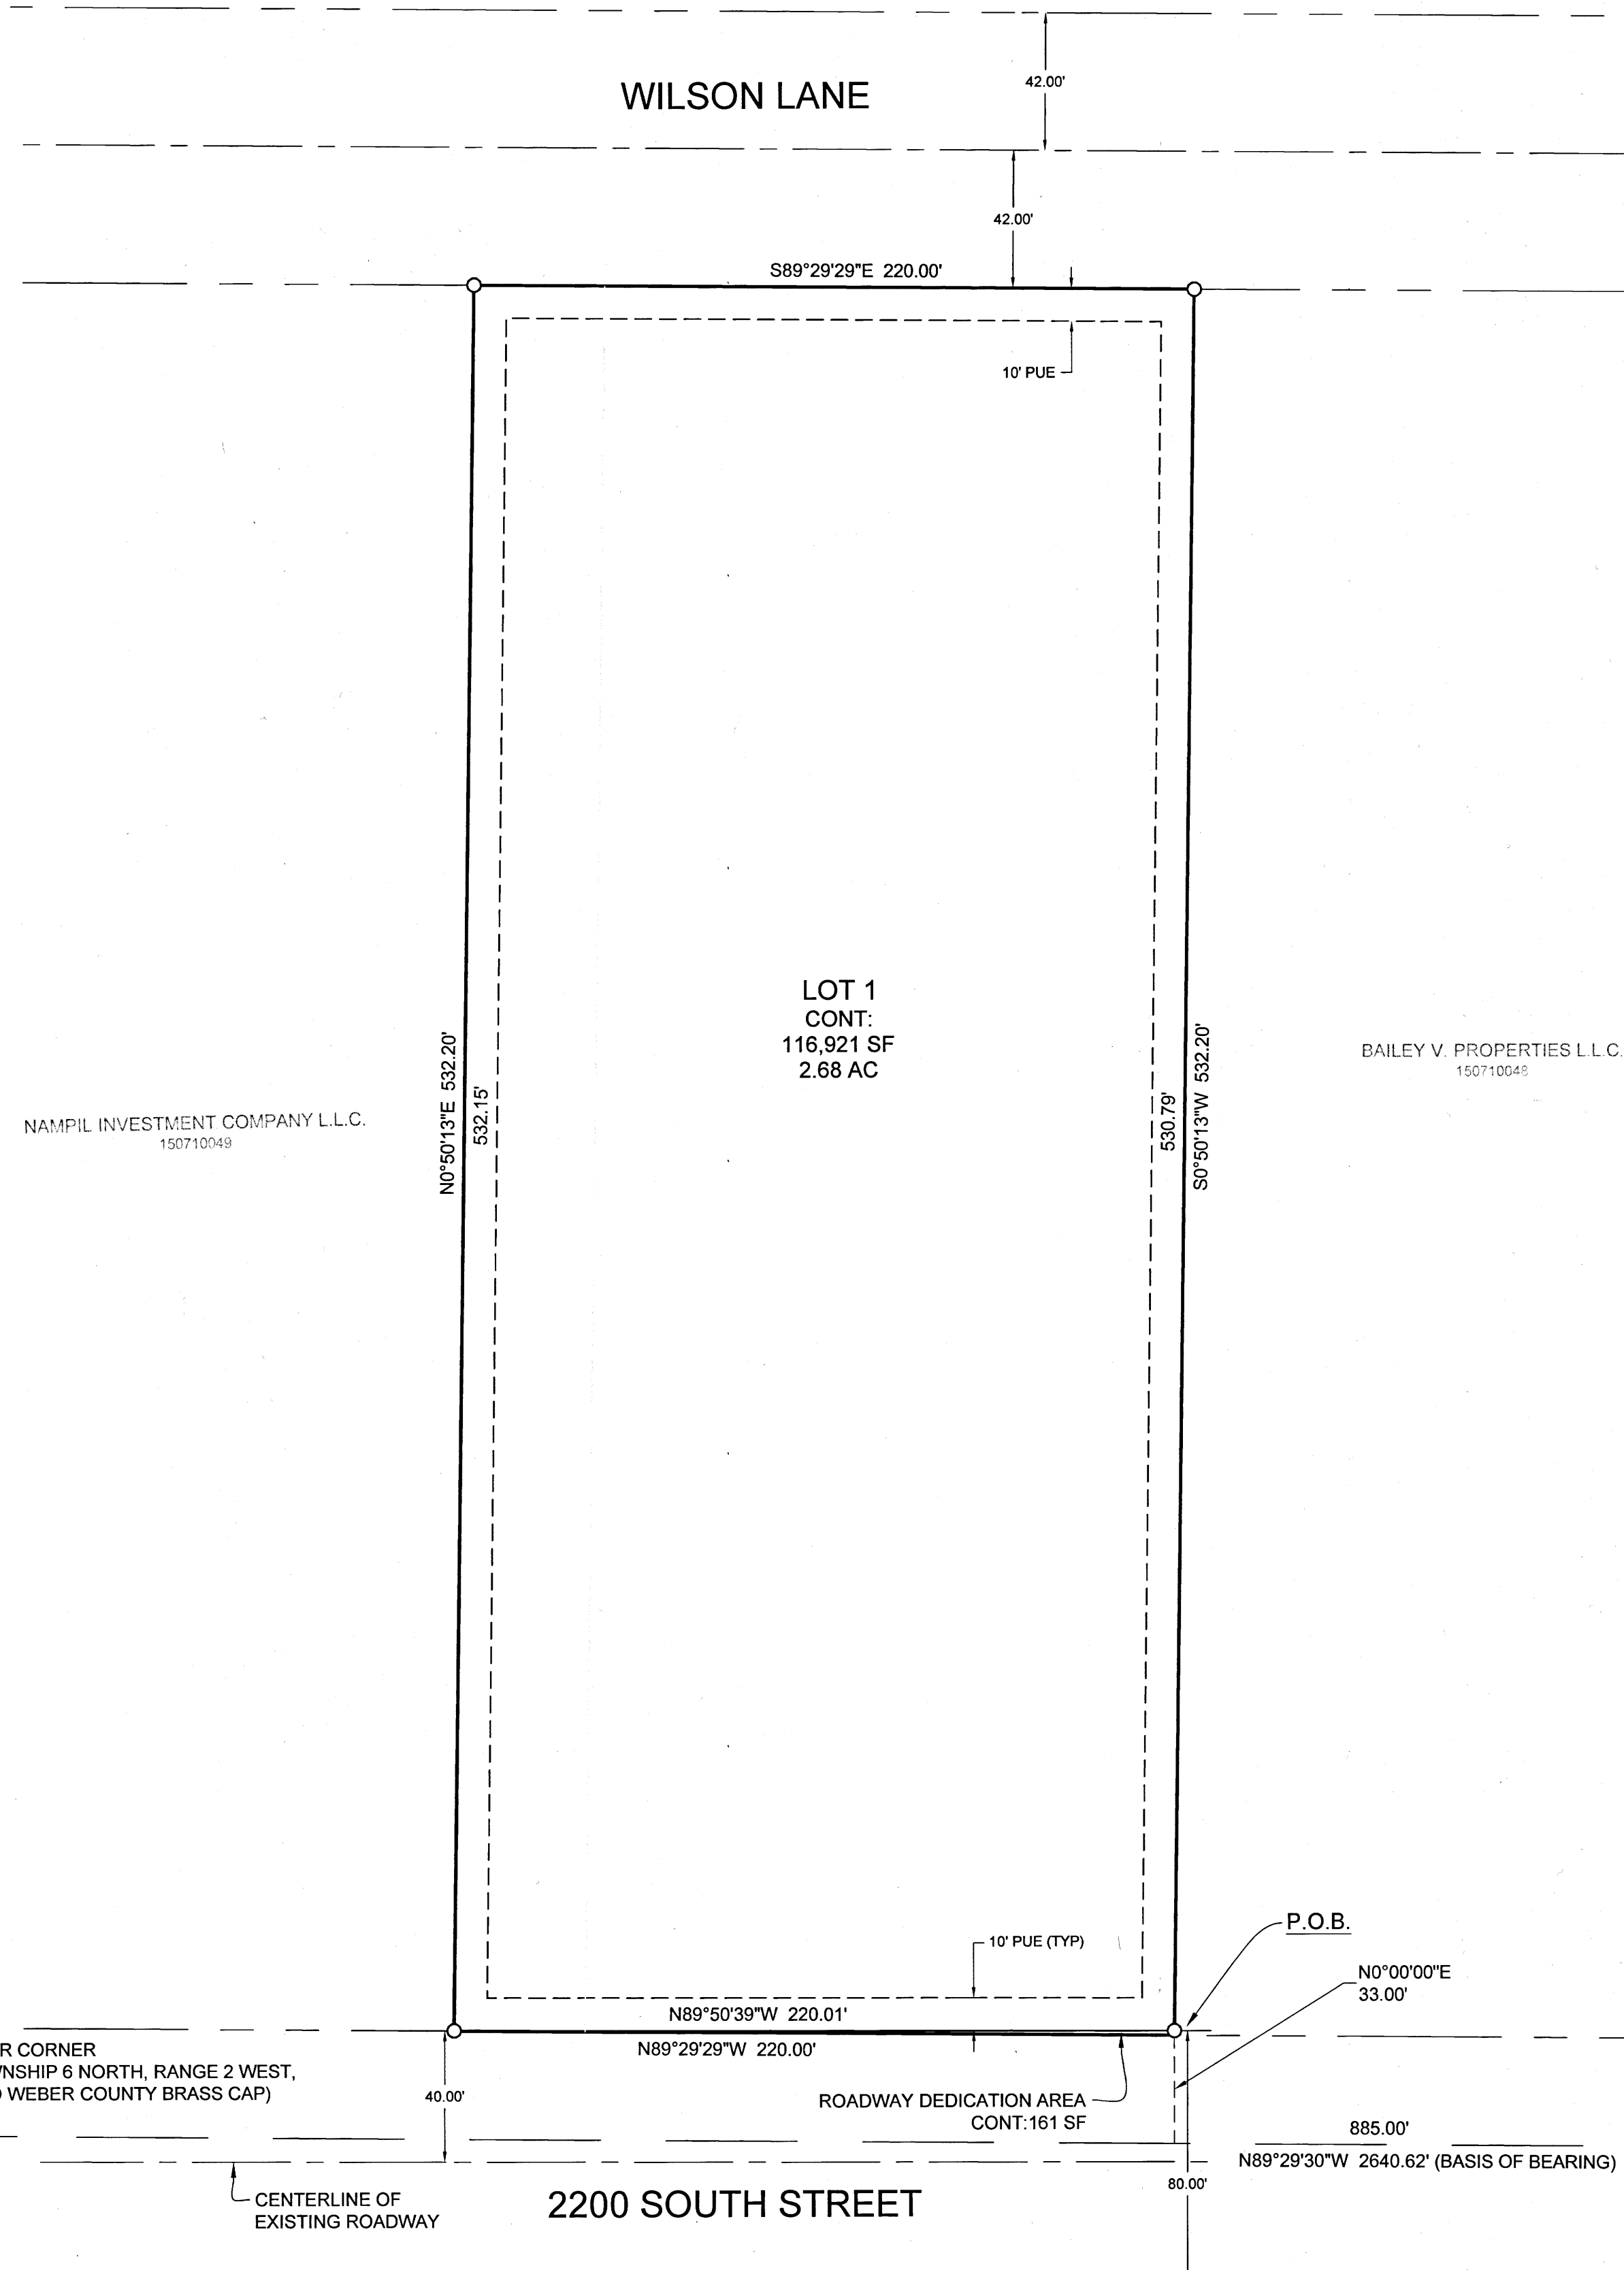 42.00'
WILSON LANE
42.00'
S89°29'29"E 220.00'
10' PUE
LOT 1
CONT:
116,921 SF
2.68 AC
N0°50'13"E 532.20'
532.15'
530.79'
S0°50'13"W 532.20'
BAILEY V. PROPERTIES L.L.C.
150710048
NAMPIL INVESTMENT COMPANY L.L.C.
150710049
P.O.B.
10' PUE (TYP)
N0°00'00"E
33.00'
N89°50'39"W 220.01'
N89°29'29"W 220.00'
R CORNER
NSHIP 6 NORTH, RANGE 2 WEST,
WEBER COUNTY BRASS CAP)
40.00'
ROADWAY DEDICATION AREA
CONT:161 SF
885.00'
N89°29'30"W 2640.62' (BASIS OF BEARING)
80.00'
CENTERLINE OF
EXISTING ROADWAY
2200 SOUTH STREET